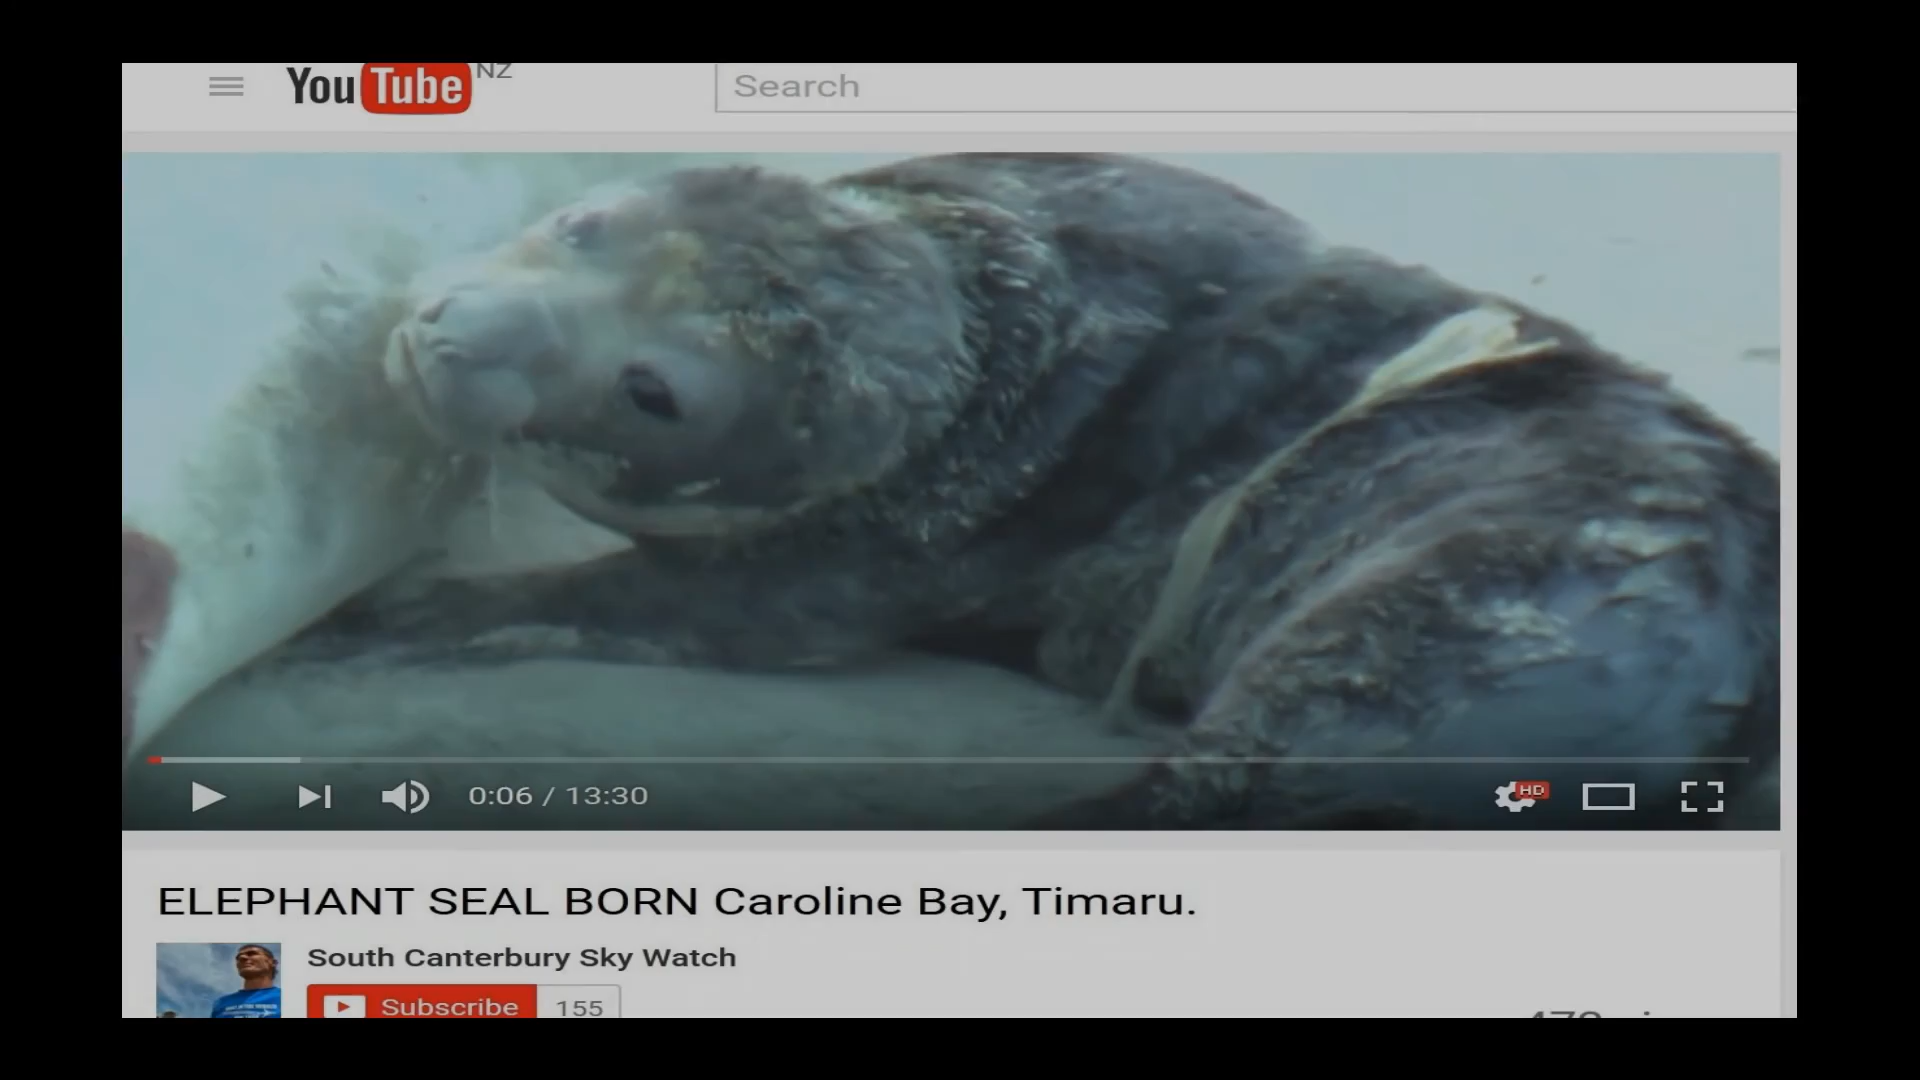 YouTube NZ
Search
0:06 / 13:30
HD
ELEPHANT SEAL BORN Caroline Bay, Timaru.
South Canterbury Sky Watch
Subscribe 155